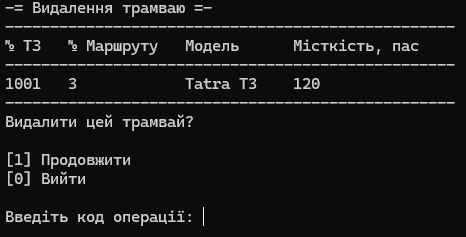 -= Видалення трамваю =-
--------------------------------------------------
№ ТЗ   № Маршруту   Модель      Місткість, пас
--------------------------------------------------
1001   3            Tatra T3    120
--------------------------------------------------
Видалити цей трамвай?
[1] Продовжити
[0] Вийти
Введіть код операції: